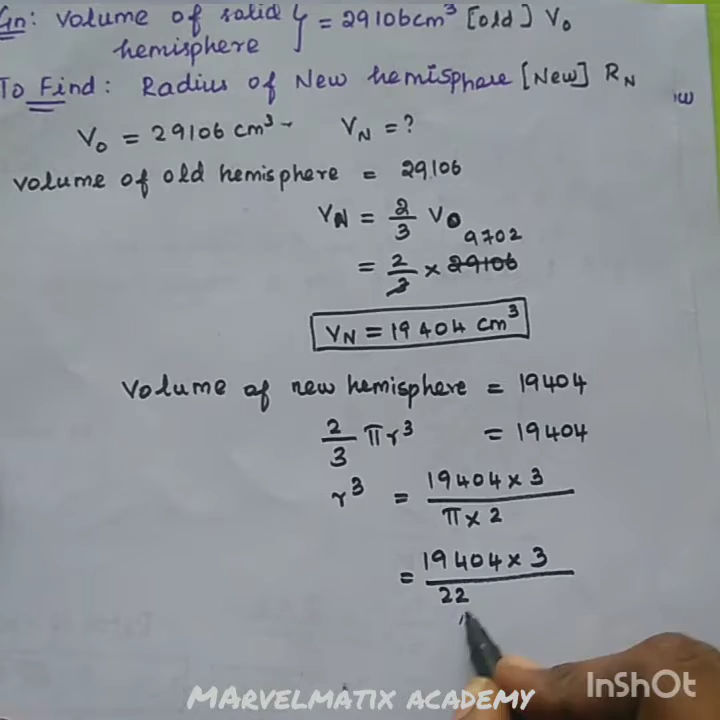 Gn: Volume of solid } = 29106cm³ [old] V₀
hemisphere
To Find: Radius of New hemisphere [New] R_N
V₀ = 29106 cm³ V_N = ?
Volume of old hemisphere = 29106
V_N = 2/3 V₀
9702
= 2/3 × 29106
V_N = 19404 cm³
Volume of new hemisphere = 19404
2/3 πr³ = 19404
r³ = 19404 × 3 / π × 2
= 19404 × 3 / 22
MARVELMATIX ACADEMY
InShOt